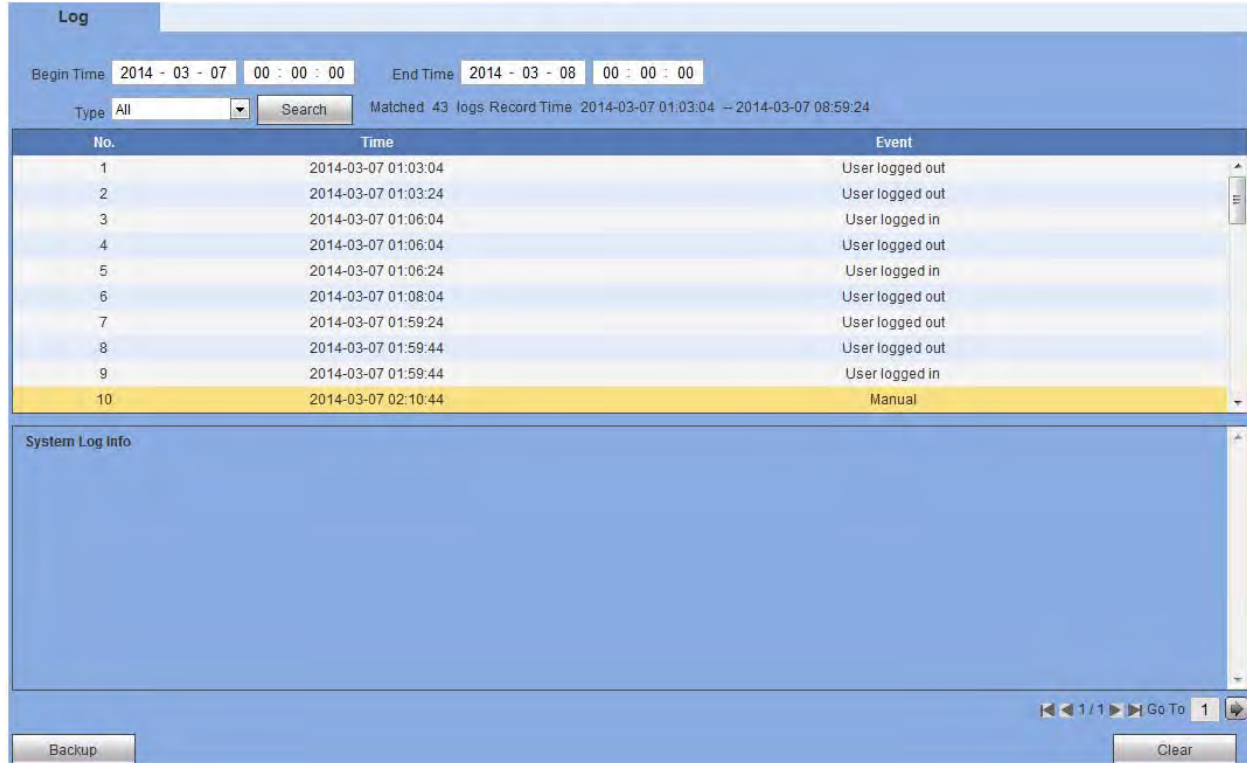 Log
Begin Time 2014 - 03 - 07 00 : 00 : 00 End Time 2014 - 03 - 08 00 : 00 : 00
Type All Search Matched 43 logs Record Time 2014-03-07 01:03:04 -- 2014-03-07 08:59:24
No. Time Event
1 2014-03-07 01:03:04 User logged out
2 2014-03-07 01:03:24 User logged out
3 2014-03-07 01:06:04 User logged in
4 2014-03-07 01:06:04 User logged out
5 2014-03-07 01:06:24 User logged in
6 2014-03-07 01:08:04 User logged out
7 2014-03-07 01:59:24 User logged out
8 2014-03-07 01:59:44 User logged out
9 2014-03-07 01:59:44 User logged in
10 2014-03-07 02:10:44 Manual
System Log Info
1 / 1 Go To 1
Backup Clear